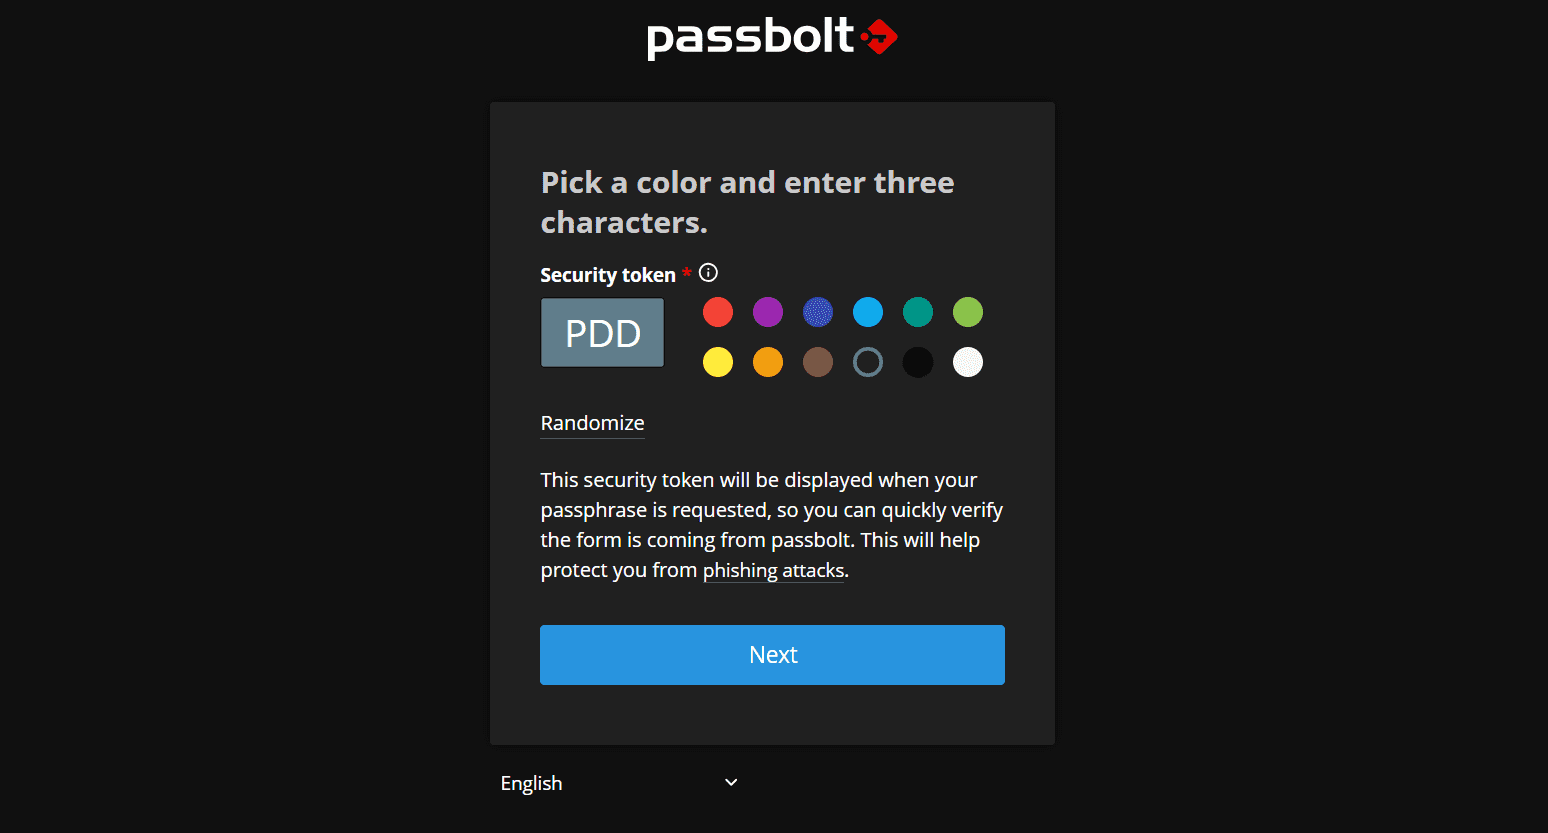 passbolt
Pick a color and enter three
characters.
Security token *
PDD
Randomize
This security token will be displayed when your
passphrase is requested, so you can quickly verify
the form is coming from passbolt. This will help
protect you from phishing attacks.
Next
English